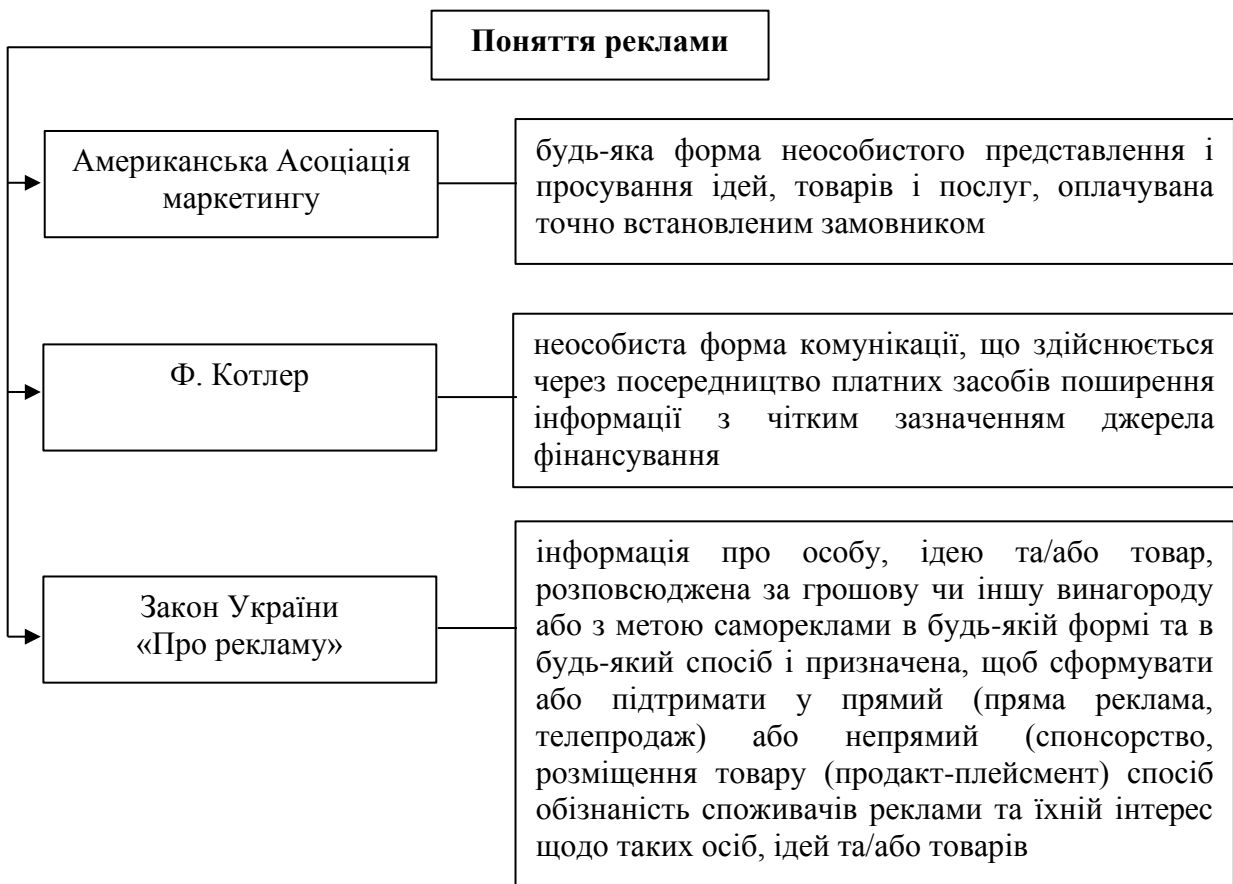 Поняття реклами
Американська Асоціація
маркетингу
будь-яка форма неособистого представлення і
просування ідей, товарів і послуг, оплачувана
точно встановленим замовником
Ф. Котлер
неособиста форма комунікації, що здійснюється
через посередництво платних засобів поширення
інформації з чітким зазначенням джерела
фінансування
Закон України
«Про рекламу»
інформація про особу, ідею та/або товар,
розповсюджена за грошову чи іншу винагороду
або з метою самореклами в будь-якій формі та в
будь-який спосіб і призначена, щоб сформувати
або підтримати у прямий (пряма реклама,
телепродаж) або непрямий (спонсорство,
розміщення товару (продакт-плейсмент) спосіб
обізнаність споживачів реклами та їхній інтерес
щодо таких осіб, ідей та/або товарів